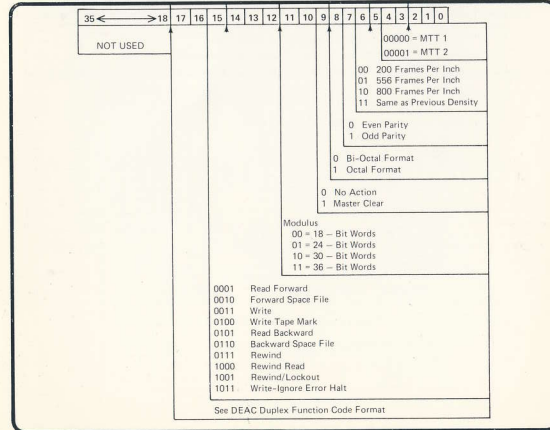 35 <——> 18 17 16 15 14 13 12 11 10 9 8 7 6 5 4 3 2 1 0
NOT USED
00000 = MTT 1
00001 = MTT 2
00 200 Frames Per Inch
01 556 Frames Per Inch
10 800 Frames Per Inch
11 Same as Previous Density
0 Even Parity
1 Odd Parity
0 Bi-Octal Format
1 Octal Format
0 No Action
1 Master Clear
Modulus
00 = 18 – Bit Words
01 = 24 – Bit Words
10 = 30 – Bit Words
11 = 36 – Bit Words
0001 Read Forward
0010 Forward Space File
0011 Write
0100 Write Tape Mark
0101 Read Backward
0110 Backward Space File
0111 Rewind
1000 Rewind Read
1001 Rewind/Lockout
1011 Write-Ignore Error Halt
See DEAC Duplex Function Code Format